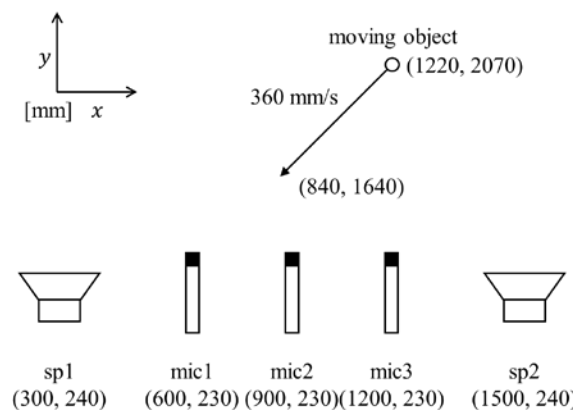 y
[mm] x
moving object
(1220, 2070)
360 mm/s
(840, 1640)
sp1 mic1 mic2 mic3 sp2
(300, 240) (600, 230) (900, 230) (1200, 230) (1500, 240)